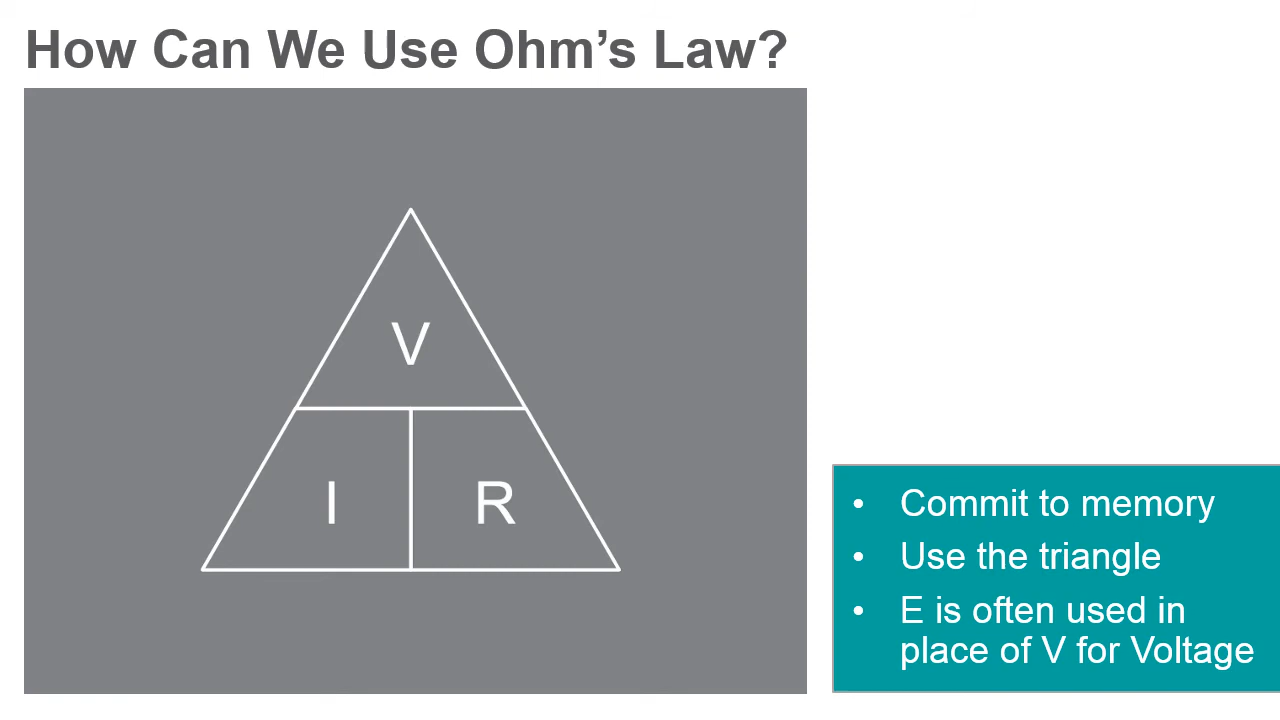 How Can We Use Ohm’s Law?
V
I R
• Commit to memory
• Use the triangle
• E is often used in
place of V for Voltage